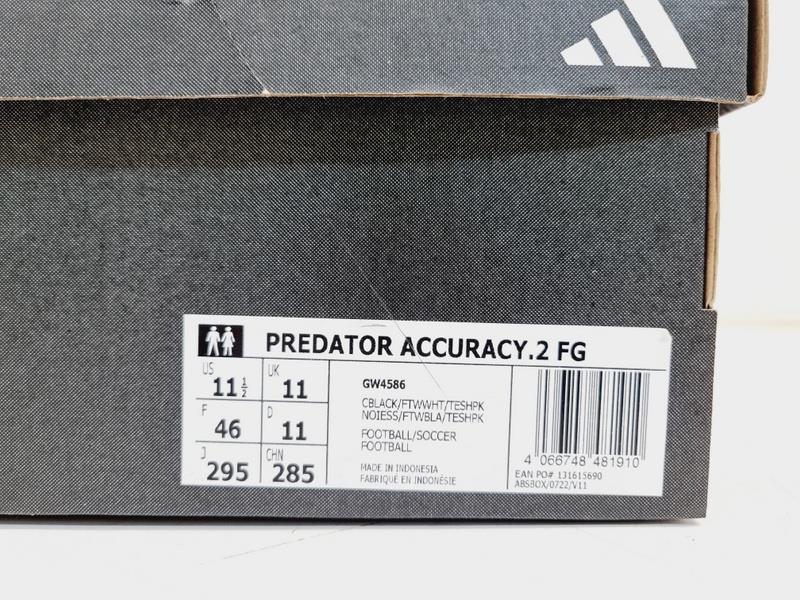 PREDATOR ACCURACY.2 FG
US 11 1/2 UK 11
F 46 D 11
J 295 CHN 285
GW4586
CBLACK/FTWWHT/TESHPK
NOIESS/FTWBLA/TESHPK
FOOTBALL/SOCCER
FOOTBALL
MADE IN INDONESIA
FABRIQUÉ EN INDONÉSIE
4 066748 481910
EAN PO# 131615690
ABSBOX/0722/V11